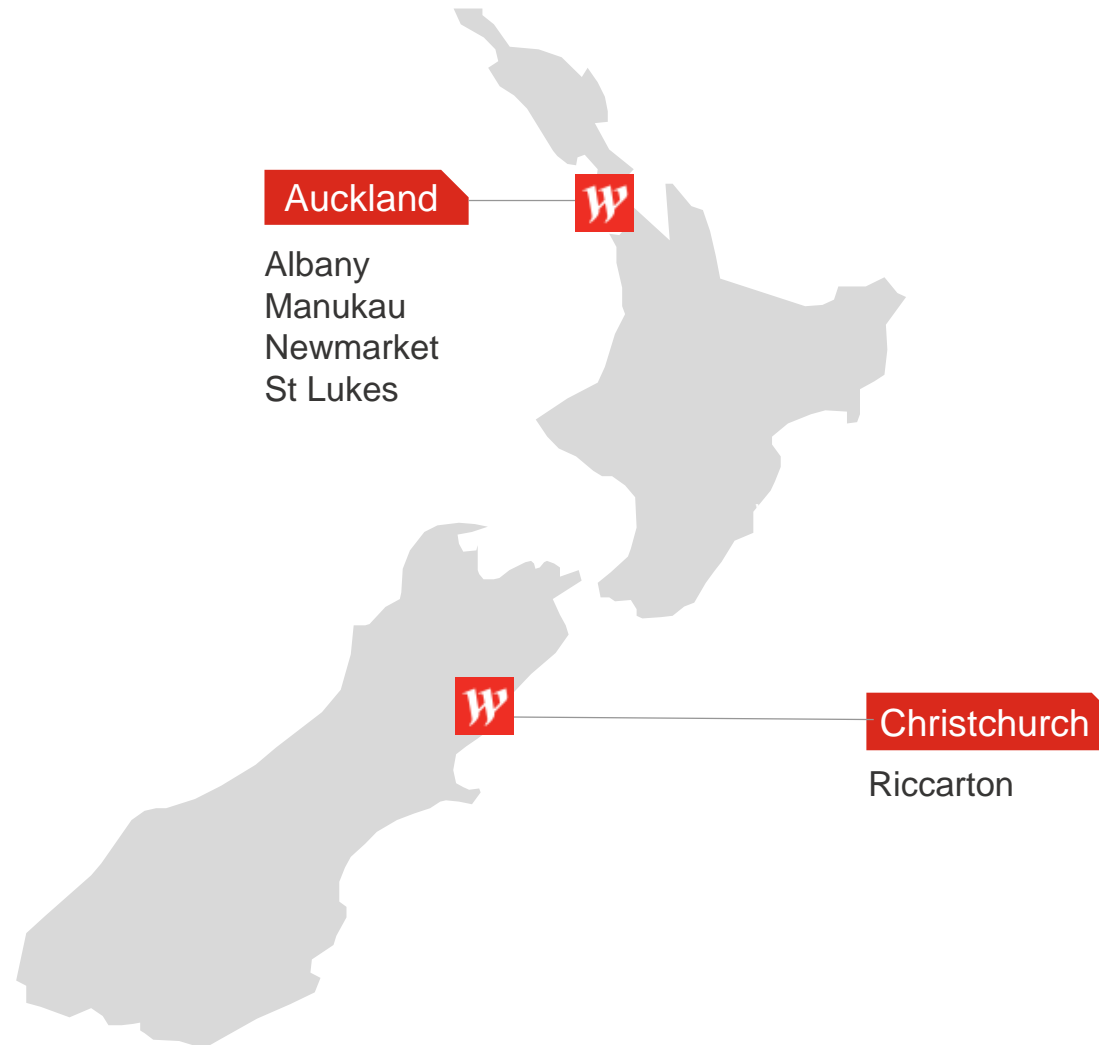 Auckland
Albany
Manukau
Newmarket
St Lukes
W
W
Christchurch
Riccarton